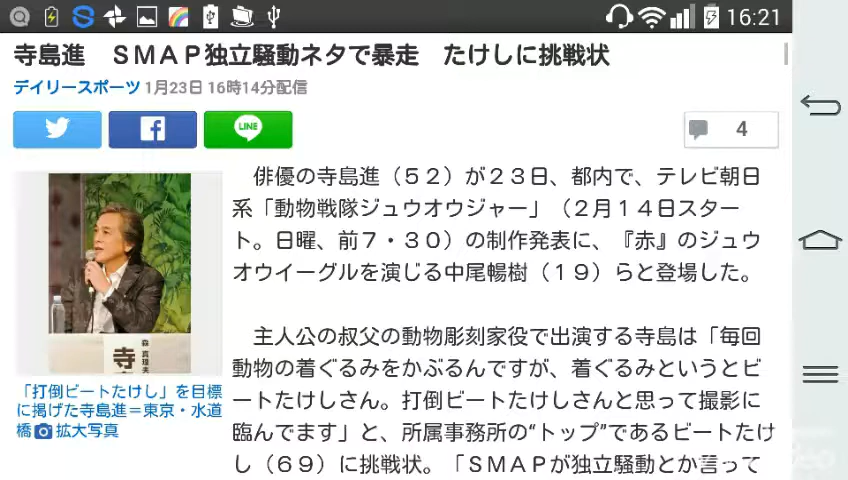 16:21
寺島進　ＳＭＡＰ独立騒動ネタで暴走　たけしに挑戦状
デイリースポーツ 1月23日 16時14分配信
LINE
4
俳優の寺島進（５２）が２３日、都内で、テレビ朝日
系「動物戦隊ジュウオウジャー」（２月１４日スター
ト。日曜、前７・３０）の制作発表に、『赤』のジュウ
オウイーグルを演じる中尾暢樹（１９）らと登場した。
主人公の叔父の動物彫刻家役で出演する寺島は「毎回
動物の着ぐるみをかぶるんですが、着ぐるみというとビ
ートたけしさん。打倒ビートたけしさんと思って撮影に
臨んでます」と、所属事務所の“トップ”であるビートたけ
し（６９）に挑戦状。「ＳＭＡＰが独立騒動とか言って
森 真理夫
寺
「打倒ビートたけし」を目標
に掲げた寺島進＝東京・水道
橋 拡大写真